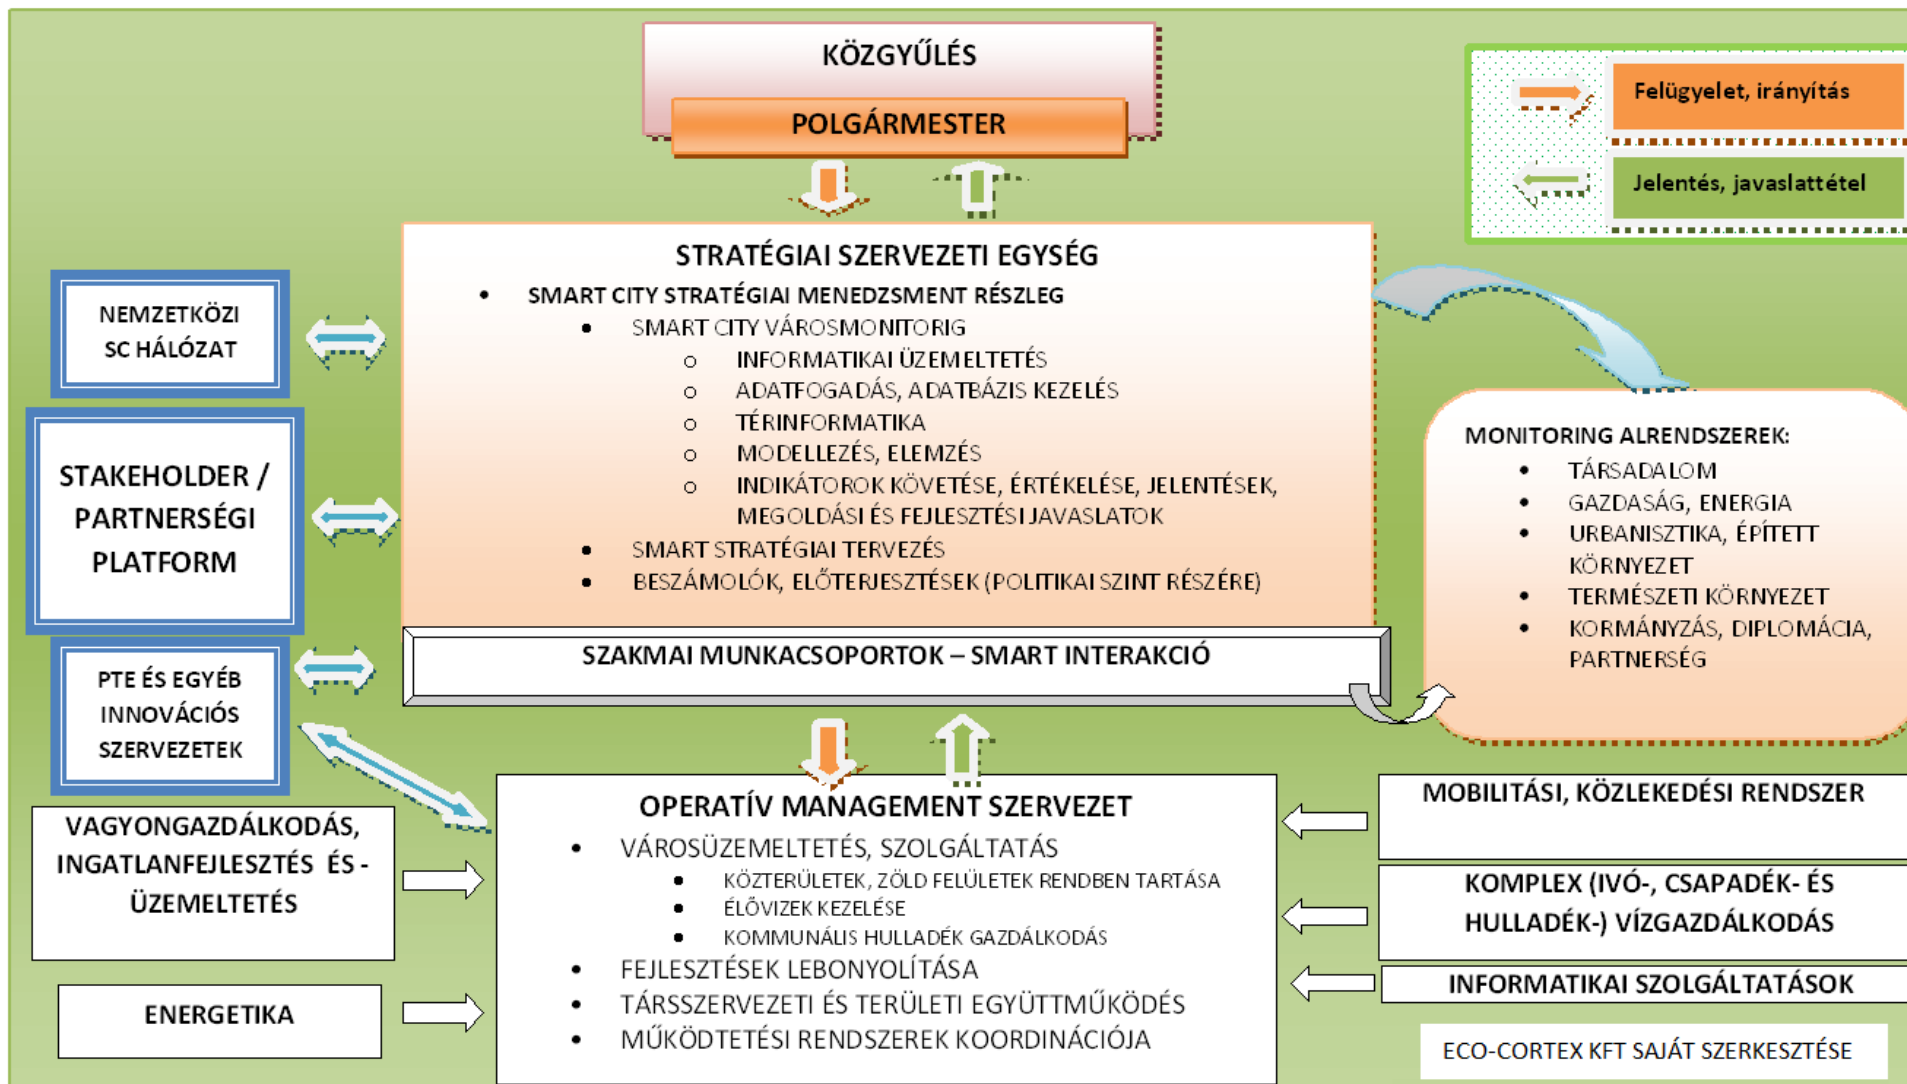 KÖZGYŰLÉS
POLGÁRMESTER
Felügyelet, irányítás
Jelentés, javaslattétel
STRATÉGIAI SZERVEZETI EGYSÉG
• SMART CITY STRATÉGIAI MENEDZSMENT RÉSZLEG
• SMART CITY VÁROSMONITORIG
o INFORMATIKAI ÜZEMELTETÉS
o ADATFOGADÁS, ADATBÁZIS KEZELÉS
o TÉRINFORMATIKA
o MODELLEZÉS, ELEMZÉS
o INDIKÁTOROK KÖVETÉSE, ÉRTÉKELÉSE, JELENTÉSEK,
MEGOLDÁSI ÉS FEJLESZTÉSI JAVASLATOK
• SMART STRATÉGIAI TERVEZÉS
• BESZÁMOLÓK, ELŐTERJESZTÉSEK (POLITIKAI SZINT RÉSZÉRE)
SZAKMAI MUNKACSOPORTOK – SMART INTERAKCIÓ
NEMZETKÖZI
SC HÁLÓZAT
STAKEHOLDER /
PARTNERSÉGI
PLATFORM
PTE ÉS EGYÉB
INNOVÁCIÓS
SZERVEZETEK
MONITORING ALRENDSZEREK:
• TÁRSADALOM
• GAZDASÁG, ENERGIA
• URBANISZTIKA, ÉPÍTETT
KÖRNYEZET
• TERMÉSZETI KÖRNYEZET
• KORMÁNYZÁS, DIPLOMÁCIA,
PARTNERSÉG
VAGYONGAZDÁLKODÁS,
INGATLANFEJLESZTÉS ÉS -
ÜZEMELTETÉS
ENERGETIKA
OPERATÍV MANAGEMENT SZERVEZET
• VÁROSÜZEMELTETÉS, SZOLGÁLTATÁS
• KÖZTERÜLETEK, ZÖLD FELÜLETEK RENDBEN TARTÁSA
• ÉLŐVIZEK KEZELÉSE
• KOMMUNÁLIS HULLADÉK GAZDÁLKODÁS
• FEJLESZTÉSEK LEBONYOLÍTÁSA
• TÁRSSZERVEZETI ÉS TERÜLETI EGYÜTTMŰKÖDÉS
• MŰKÖDTETÉSI RENDSZEREK KOORDINÁCIÓJA
MOBILITÁSI, KÖZLEKEDÉSI RENDSZER
KOMPLEX (IVÓ-, CSAPADÉK- ÉS
HULLADÉK-) VÍZGAZDÁLKODÁS
INFORMATIKAI SZOLGÁLTATÁSOK
ECO-CORTEX KFT SAJÁT SZERKESZTÉSE